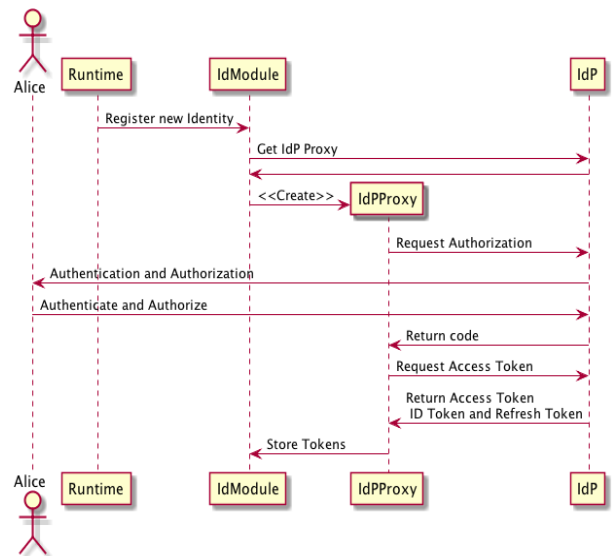 Alice
Runtime
IdModule
IdP
Register new Identity
Get IdP Proxy
<<Create>>
IdPProxy
Request Authorization
Authentication and Authorization
Authenticate and Authorize
Return code
Request Access Token
Return Access Token
ID Token and Refresh Token
Store Tokens
Alice
Runtime
IdModule
IdPProxy
IdP